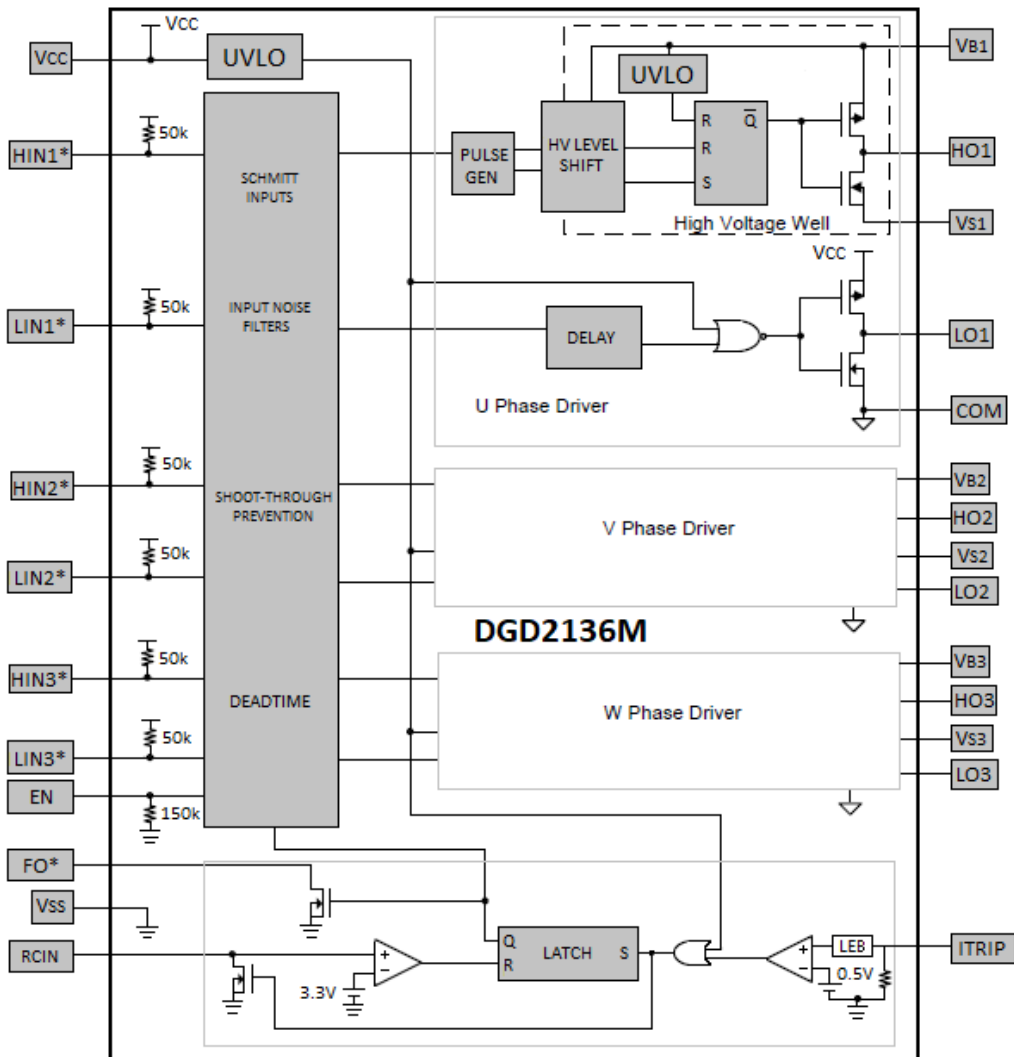 VCC
VCC
UVLO
VB1
UVLO
50k
HIN1*
SCHMITT
INPUTS
PULSE
GEN
HV LEVEL
SHIFT
R
Q
R
S
HO1
High Voltage Well
VS1
VCC
50k
LIN1*
INPUT NOISE
FILTERS
DELAY
LO1
U Phase Driver
COM
50k
HIN2*
SHOOT-THROUGH
PREVENTION
V Phase Driver
VB2
HO2
50k
LIN2*
VS2
LO2
DGD2136M
50k
HIN3*
DEADTIME
W Phase Driver
VB3
HO3
50k
LIN3*
VS3
LO3
EN
150k
FO*
VSS
RCIN
+
−
3.3V
Q
R
LATCH
S
+
−
LEB
0.5V
ITRIP